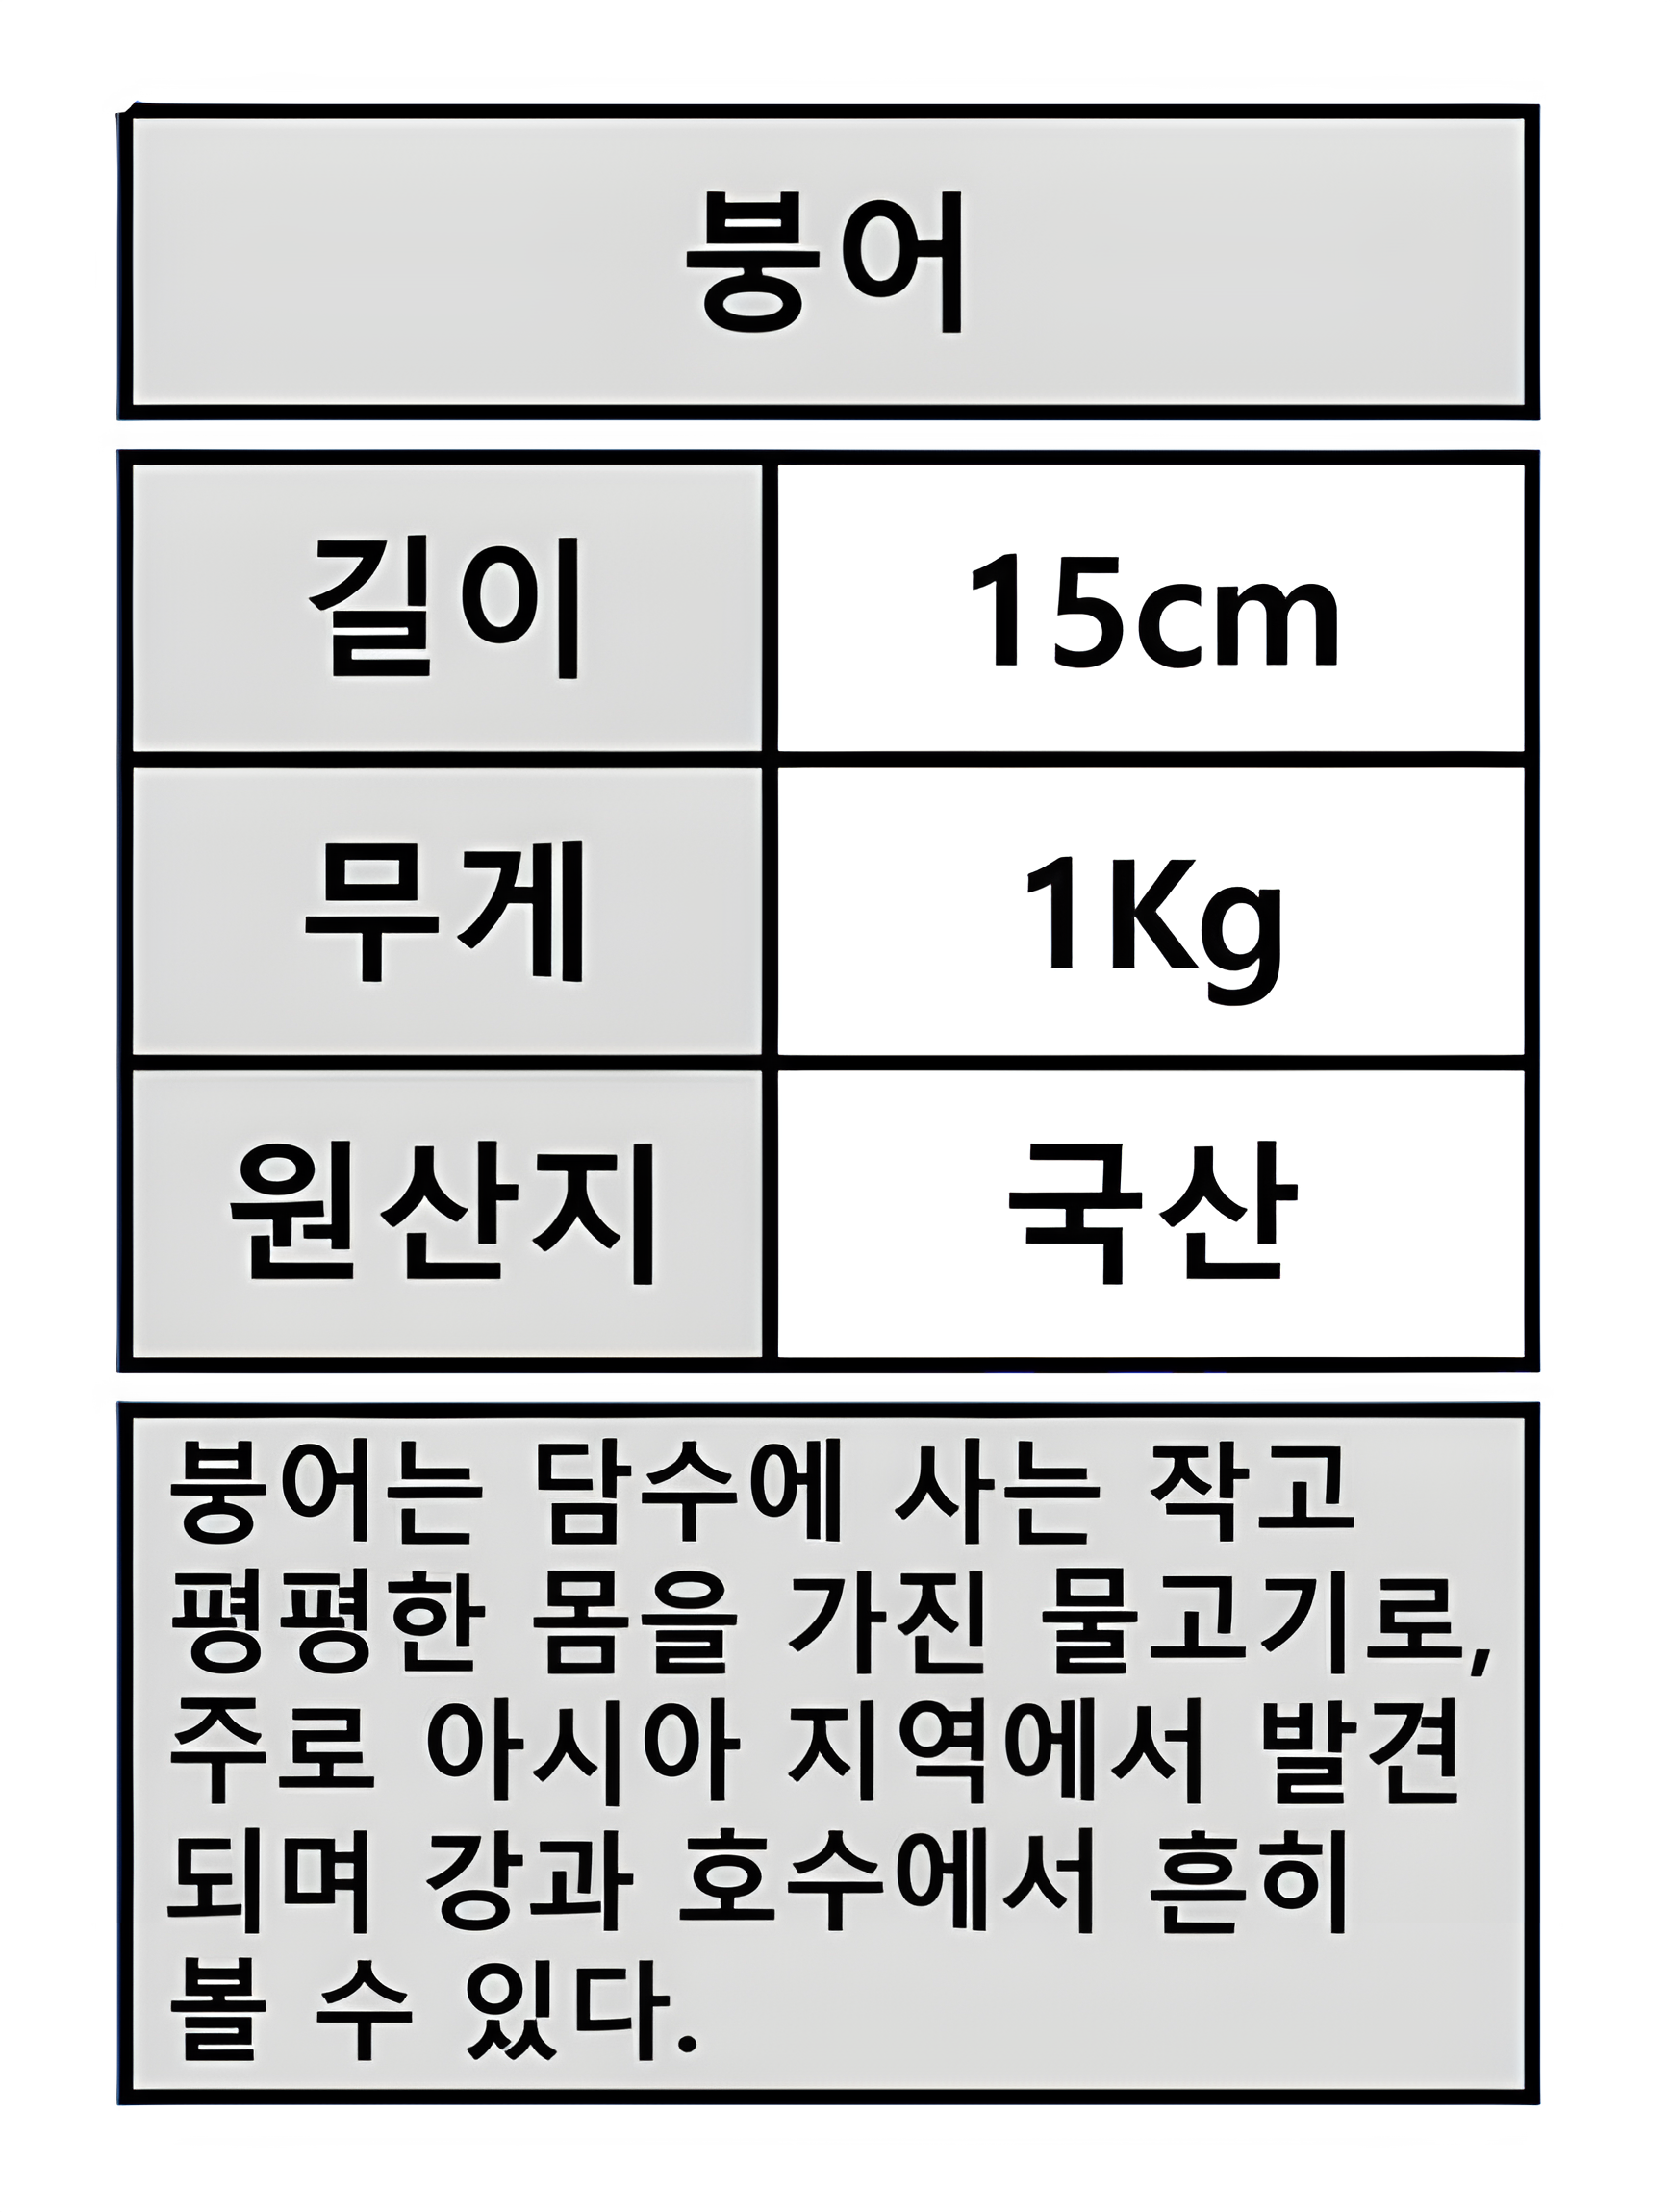 붕어
길이 15cm
무게 1Kg
원산지 국산
붕어는 담수에 사는 작고
평평한 몸을 가진 물고기로,
주로 아시아 지역에서 발견
되며 강과 호수에서 흔히
볼 수 있다.